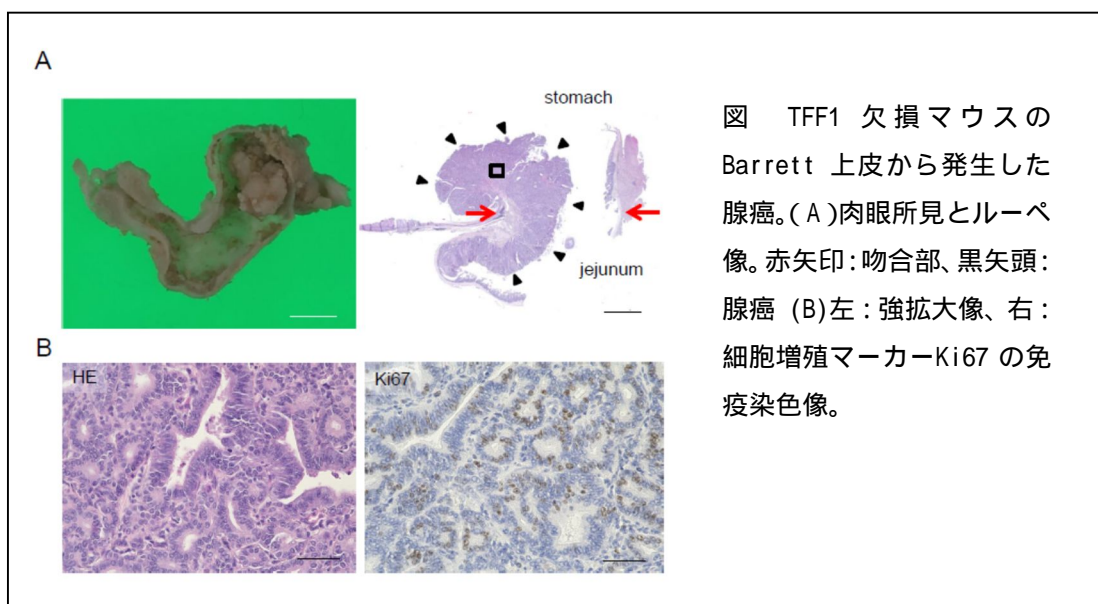 A
stomach
jejunum
B
HE
Ki67
図 TFF1 欠損マウスの
Barrett 上皮から発生した
腺癌。(A)肉眼所見とルーペ
像。赤矢印:吻合部、黒矢頭:
腺癌 (B)左:強拡大像、右:
細胞増殖マーカーKi67 の免
疫染色像。